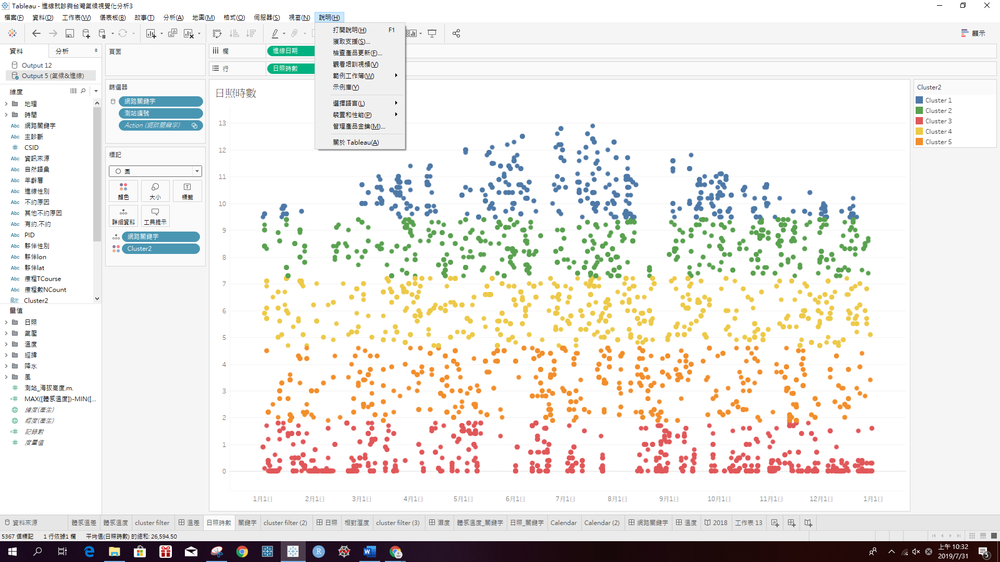 Tableau - 進線就診與台灣氣候視覺化分析3
檔案(F) 資料(D) 工作表(W) 儀表板(B) 故事(T) 分析(A) 地圖(M) 格式(O) 伺服器(S) 視窗(N) 說明(H)
打開說明(H) F1
獲取支援(S)...
檢查產品更新(F)...
觀看培訓視頻(V)
範例工作簿(W)
示例庫(Y)
選擇語言(L)
裝置和性能(P)
管理產品金鑰(M)...
關於 Tableau(A)
顯示
資料 分析
Output 12
Output 5 (氣候&進線)
維度
地理
時間
Abc 網路關鍵字
Abc 主診斷
CSID
Abc 資訊來源
Abc 自然語彙
Abc 年齡層
Abc 進線性別
Abc 不約原因
Abc 其他不約原因
Abc 有約.不約
Abc PID
Abc 夥伴性別
Abc 夥伴lon
Abc 夥伴lat
Abc 療程TCourse
Abc 療程數NCount
Cluster2
量值
日照
氣壓
溫度
經緯
降水
風
測站_海拔高度.m.
MAX([體感溫度])-MIN([...
緯度(產生)
經度(產生)
記錄數
度量值
頁面
篩選器
網路關鍵字
測站編號
Action (網路關鍵字)
標記
圓
顏色 大小 標籤
詳細資料 工具提示
網路關鍵字
Cluster2
欄 進線日期
行 日照時數
日照時數
13
12
11
10
9
8
7
6
5
4
3
2
1
0
1月1日 2月1日 3月1日 4月1日 5月1日 6月1日 7月1日 8月1日 9月1日 10月1日 11月1日 12月1日 1月1日
Cluster2
Cluster 1
Cluster 2
Cluster 3
Cluster 4
Cluster 5
資料來源 體感溫差 體感溫度 cluster filter 溫差 日照時數 關鍵字 cluster filter (2) 日照 相對溼度 cluster filter (3) 濕度 體感溫度_關鍵字 日照_關鍵字 Calendar Calendar (2) 網路關鍵字 溫度 2018 工作表 13
5367 個標記 1 行依據1 欄 平均值(日照時數) 的總和: 26,594.50
R
上午 10:32
2019/7/31
5